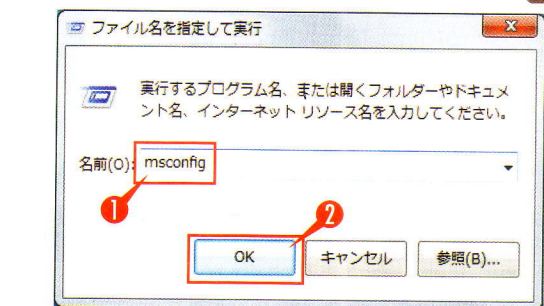 ファイル名を指定して実行
実行するプログラム名、または開くフォルダーやドキュメ
ント名、インターネット リソース名を入力してください。
名前(O): msconfig
❶
❷
OK キャンセル 参照(B)...